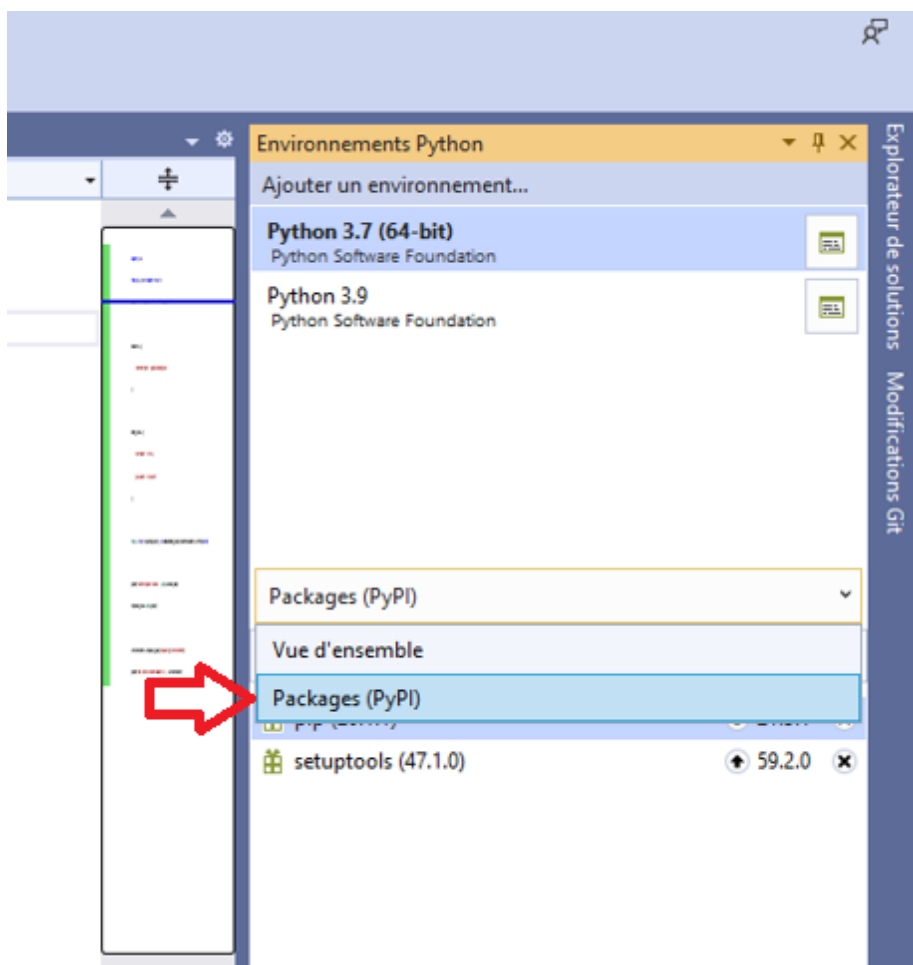 Environnements Python
Ajouter un environnement...
Python 3.7 (64-bit)
Python Software Foundation
Python 3.9
Python Software Foundation
Packages (PyPI)
Vue d'ensemble
Packages (PyPI)
setuptools (47.1.0)
59.2.0
Explorateur de solutions
Modifications Git